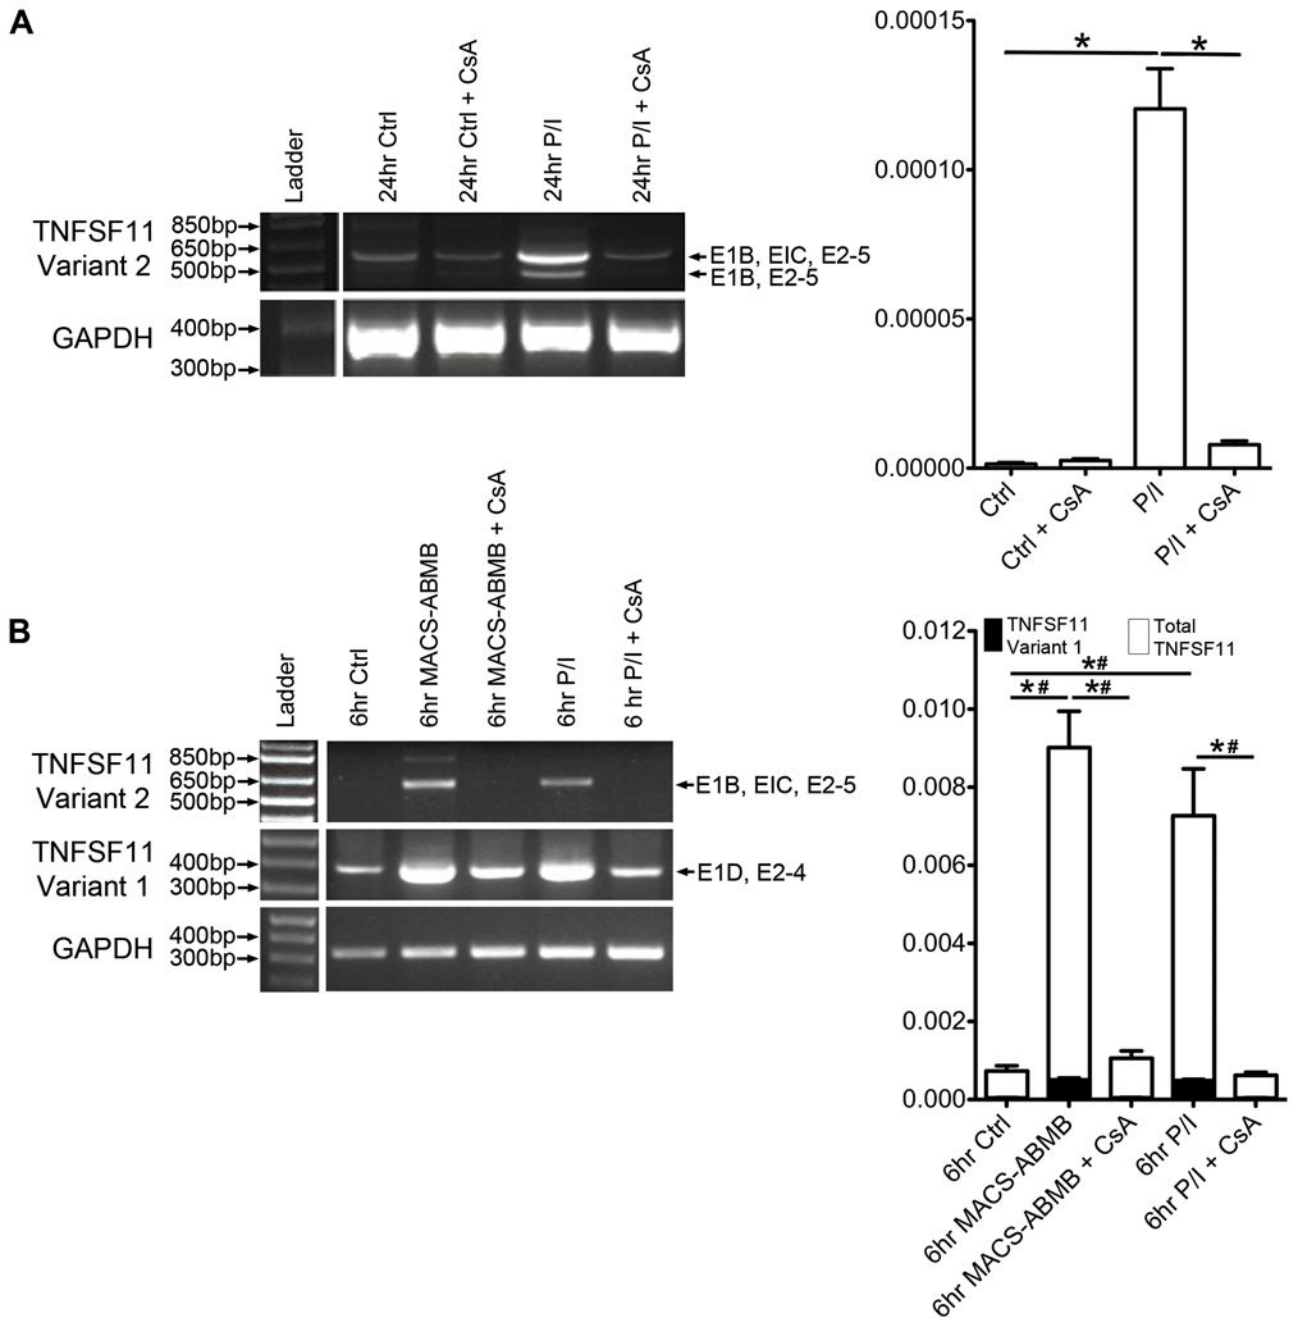 A
Ladder
24hr Ctrl
24hr Ctrl + CsA
24hr P/I
24hr P/I + CsA
TNFSF11
Variant 2
850bp
650bp
500bp
E1B, EIC, E2-5
E1B, E2-5
GAPDH
400bp
300bp
0.00015
0.00010
0.00005
0.00000
*
*
Ctrl
Ctrl + CsA
P/I
P/I + CsA
B
Ladder
6hr Ctrl
6hr MACS-ABMB
6hr MACS-ABMB + CsA
6hr P/I
6 hr P/I + CsA
TNFSF11
Variant 2
850bp
650bp
500bp
E1B, EIC, E2-5
TNFSF11
Variant 1
400bp
300bp
E1D, E2-4
GAPDH
400bp
300bp
TNFSF11
Variant 1
Total
TNFSF11
0.012
0.010
0.008
0.006
0.004
0.002
0.000
*#
*#
*#
*#
6hr Ctrl
6hr MACS-ABMB
6hr MACS-ABMB + CsA
6hr P/I
6hr P/I + CsA